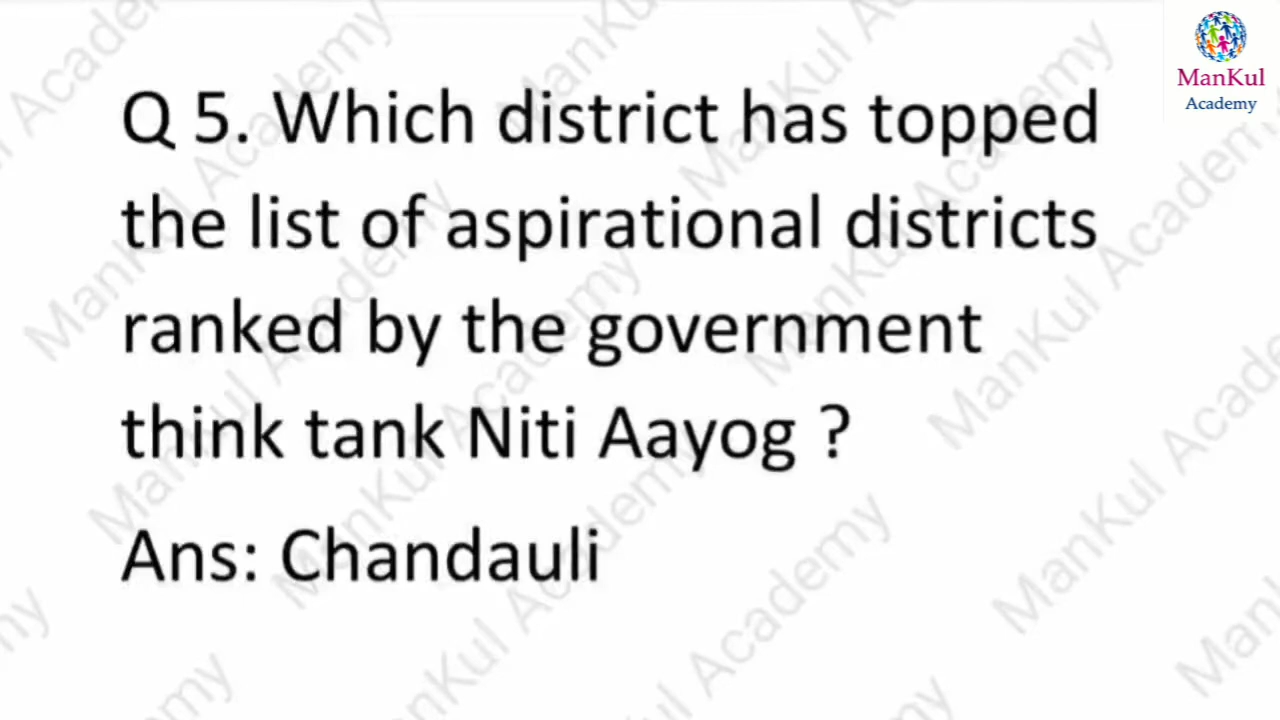 ManKul
Academy
Q 5. Which district has topped
the list of aspirational districts
ranked by the government
think tank Niti Aayog ?
Ans: Chandauli